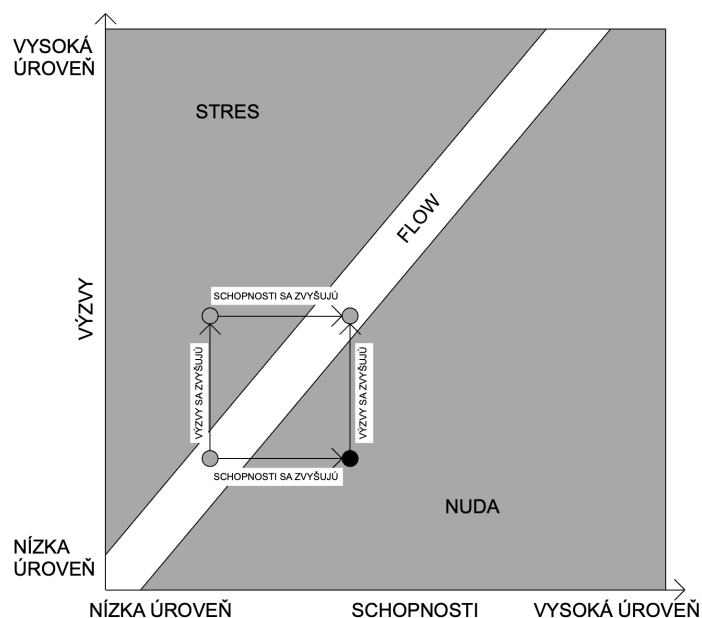 VYSOKÁ
ÚROVEŇ
STRES
FLOW
VÝZVY
SCHOPNOSTI SA ZVYŠUJÚ
VÝZVY SA ZVYŠUJÚ
VÝZVY SA ZVYŠUJÚ
SCHOPNOSTI SA ZVYŠUJÚ
NUDA
NÍZKA
ÚROVEŇ
NÍZKA ÚROVEŇ
SCHOPNOSTI
VYSOKÁ ÚROVEŇ